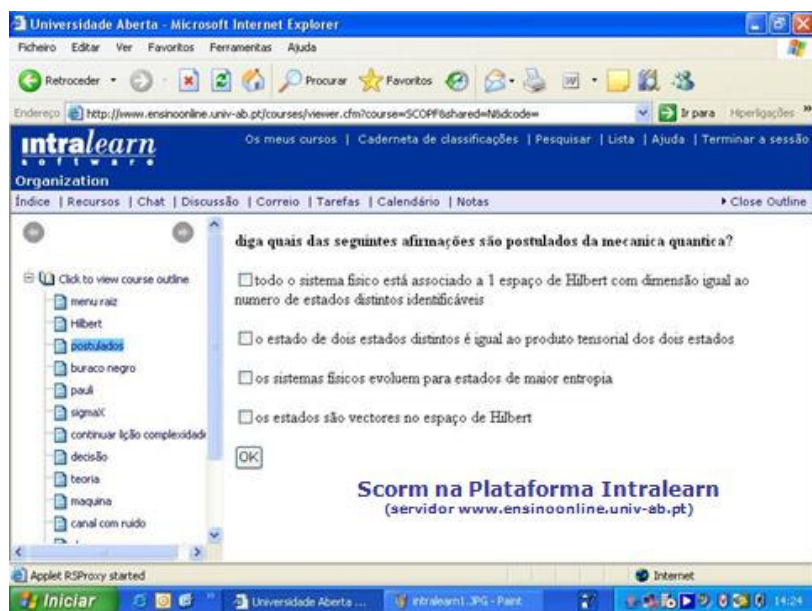 Universidade Aberta - Microsoft Internet Explorer
Ficheiro Editar Ver Favoritos Ferramentas Ajuda
Retroceder Procurar Favoritos
Endereço http://www.ensinoonline.univ-ab.pt/courses/viewer.cfm?course=SCOPF&shared=N&dcode= Ir para Hiperligações »
intralearn
software
Os meus cursos | Caderneta de classificações | Pesquisar | Lista | Ajuda | Terminar a sessão
Organization
Índice | Recursos | Chat | Discussão | Correio | Tarefas | Calendário | Notas Close Outline
Click to view course outline
menu raiz
Hilbert
postulados
buraco negro
pauli
sigmaX
continuar lição complexidade
decisão
teoria
maquina
canal com ruido
diga quais das seguintes afirmações são postulados da mecanica quantica?
todo o sistema fisico está associado a 1 espaço de Hilbert com dimensão igual ao
numero de estados distintos identificáveis
o estado de dois estados distintos é igual ao produto tensorial dos dois estados
os sistemas fisicos evoluem para estados de maior entropia
os estados são vectores no espaço de Hilbert
OK
Scorm na Plataforma Intralearn
(servidor www.ensinoonline.univ-ab.pt)
Applet RSProxy started Internet
Iniciar Universidade Aberta ... intralearn1.JPG - Paint 14:24